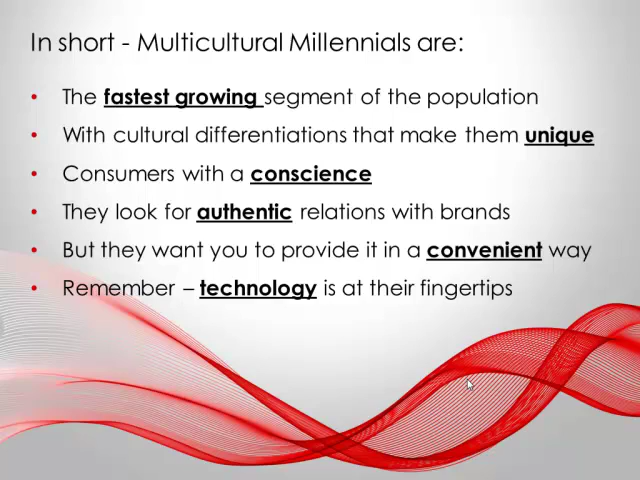 In short - Multicultural Millennials are:
• The fastest growing segment of the population
• With cultural differentiations that make them unique
• Consumers with a conscience
• They look for authentic relations with brands
• But they want you to provide it in a convenient way
• Remember – technology is at their fingertips